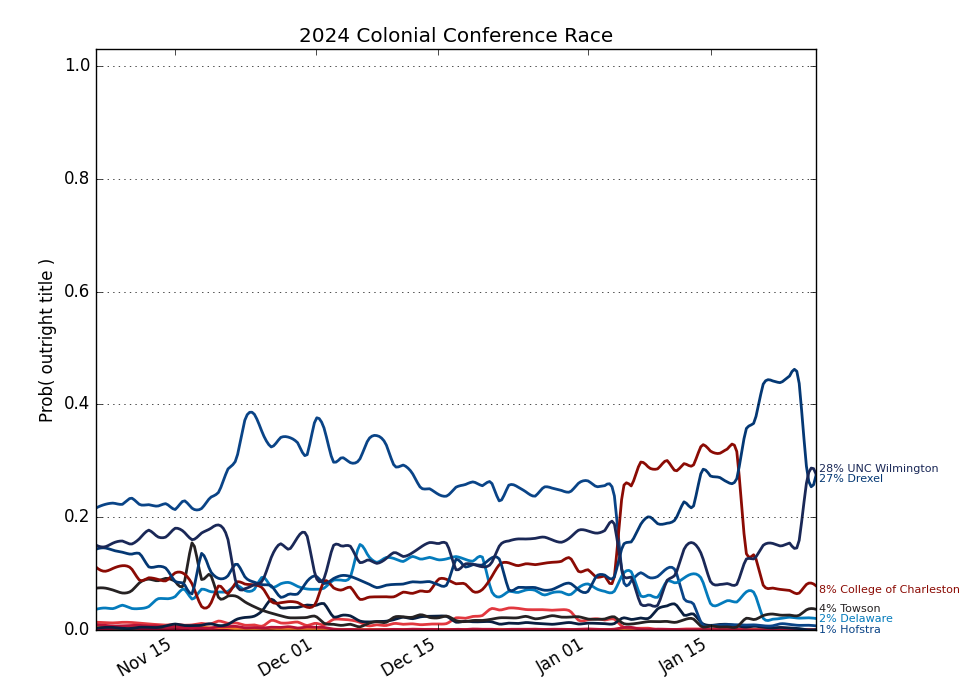 2024 Colonial Conference Race
Prob( outright title )
1.0
0.8
0.6
0.4
0.2
0.0
Nov 15
Dec 01
Dec 15
Jan 01
Jan 15
28% UNC Wilmington
27% Drexel
8% College of Charleston
4% Towson
2% Delaware
1% Hofstra